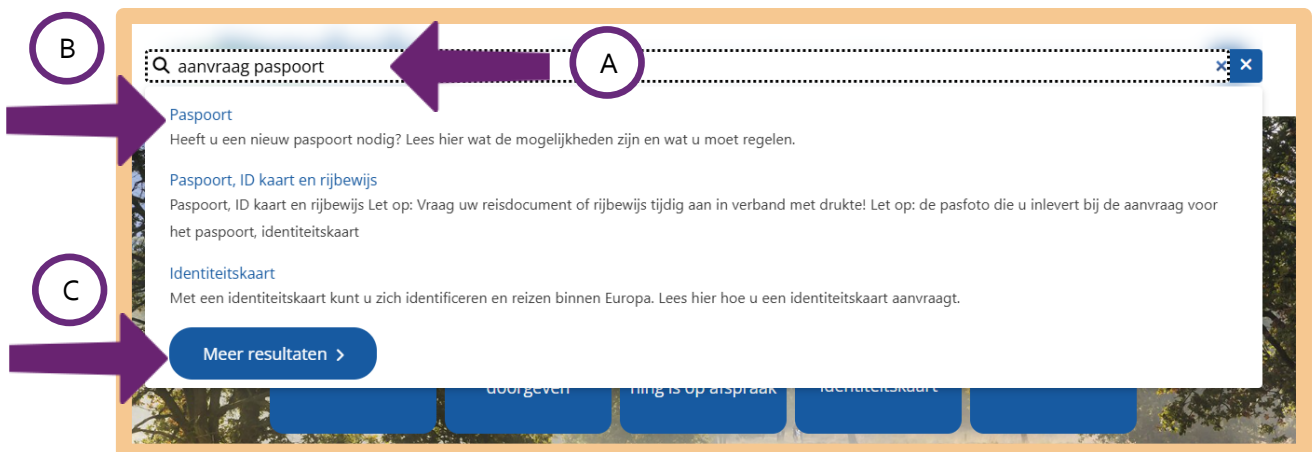 B
aanvraag paspoort
A
Paspoort
Heeft u een nieuw paspoort nodig? Lees hier wat de mogelijkheden zijn en wat u moet regelen.
Paspoort, ID kaart en rijbewijs
Paspoort, ID kaart en rijbewijs Let op: Vraag uw reisdocument of rijbewijs tijdig aan in verband met drukte! Let op: de pasfoto die u inlevert bij de aanvraag voor
het paspoort, identiteitskaart
Identiteitskaart
C
Met een identiteitskaart kunt u zich identificeren en reizen binnen Europa. Lees hier hoe u een identiteitskaart aanvraagt.
Meer resultaten
doorgeven ning is op afspraak identiteitskaart